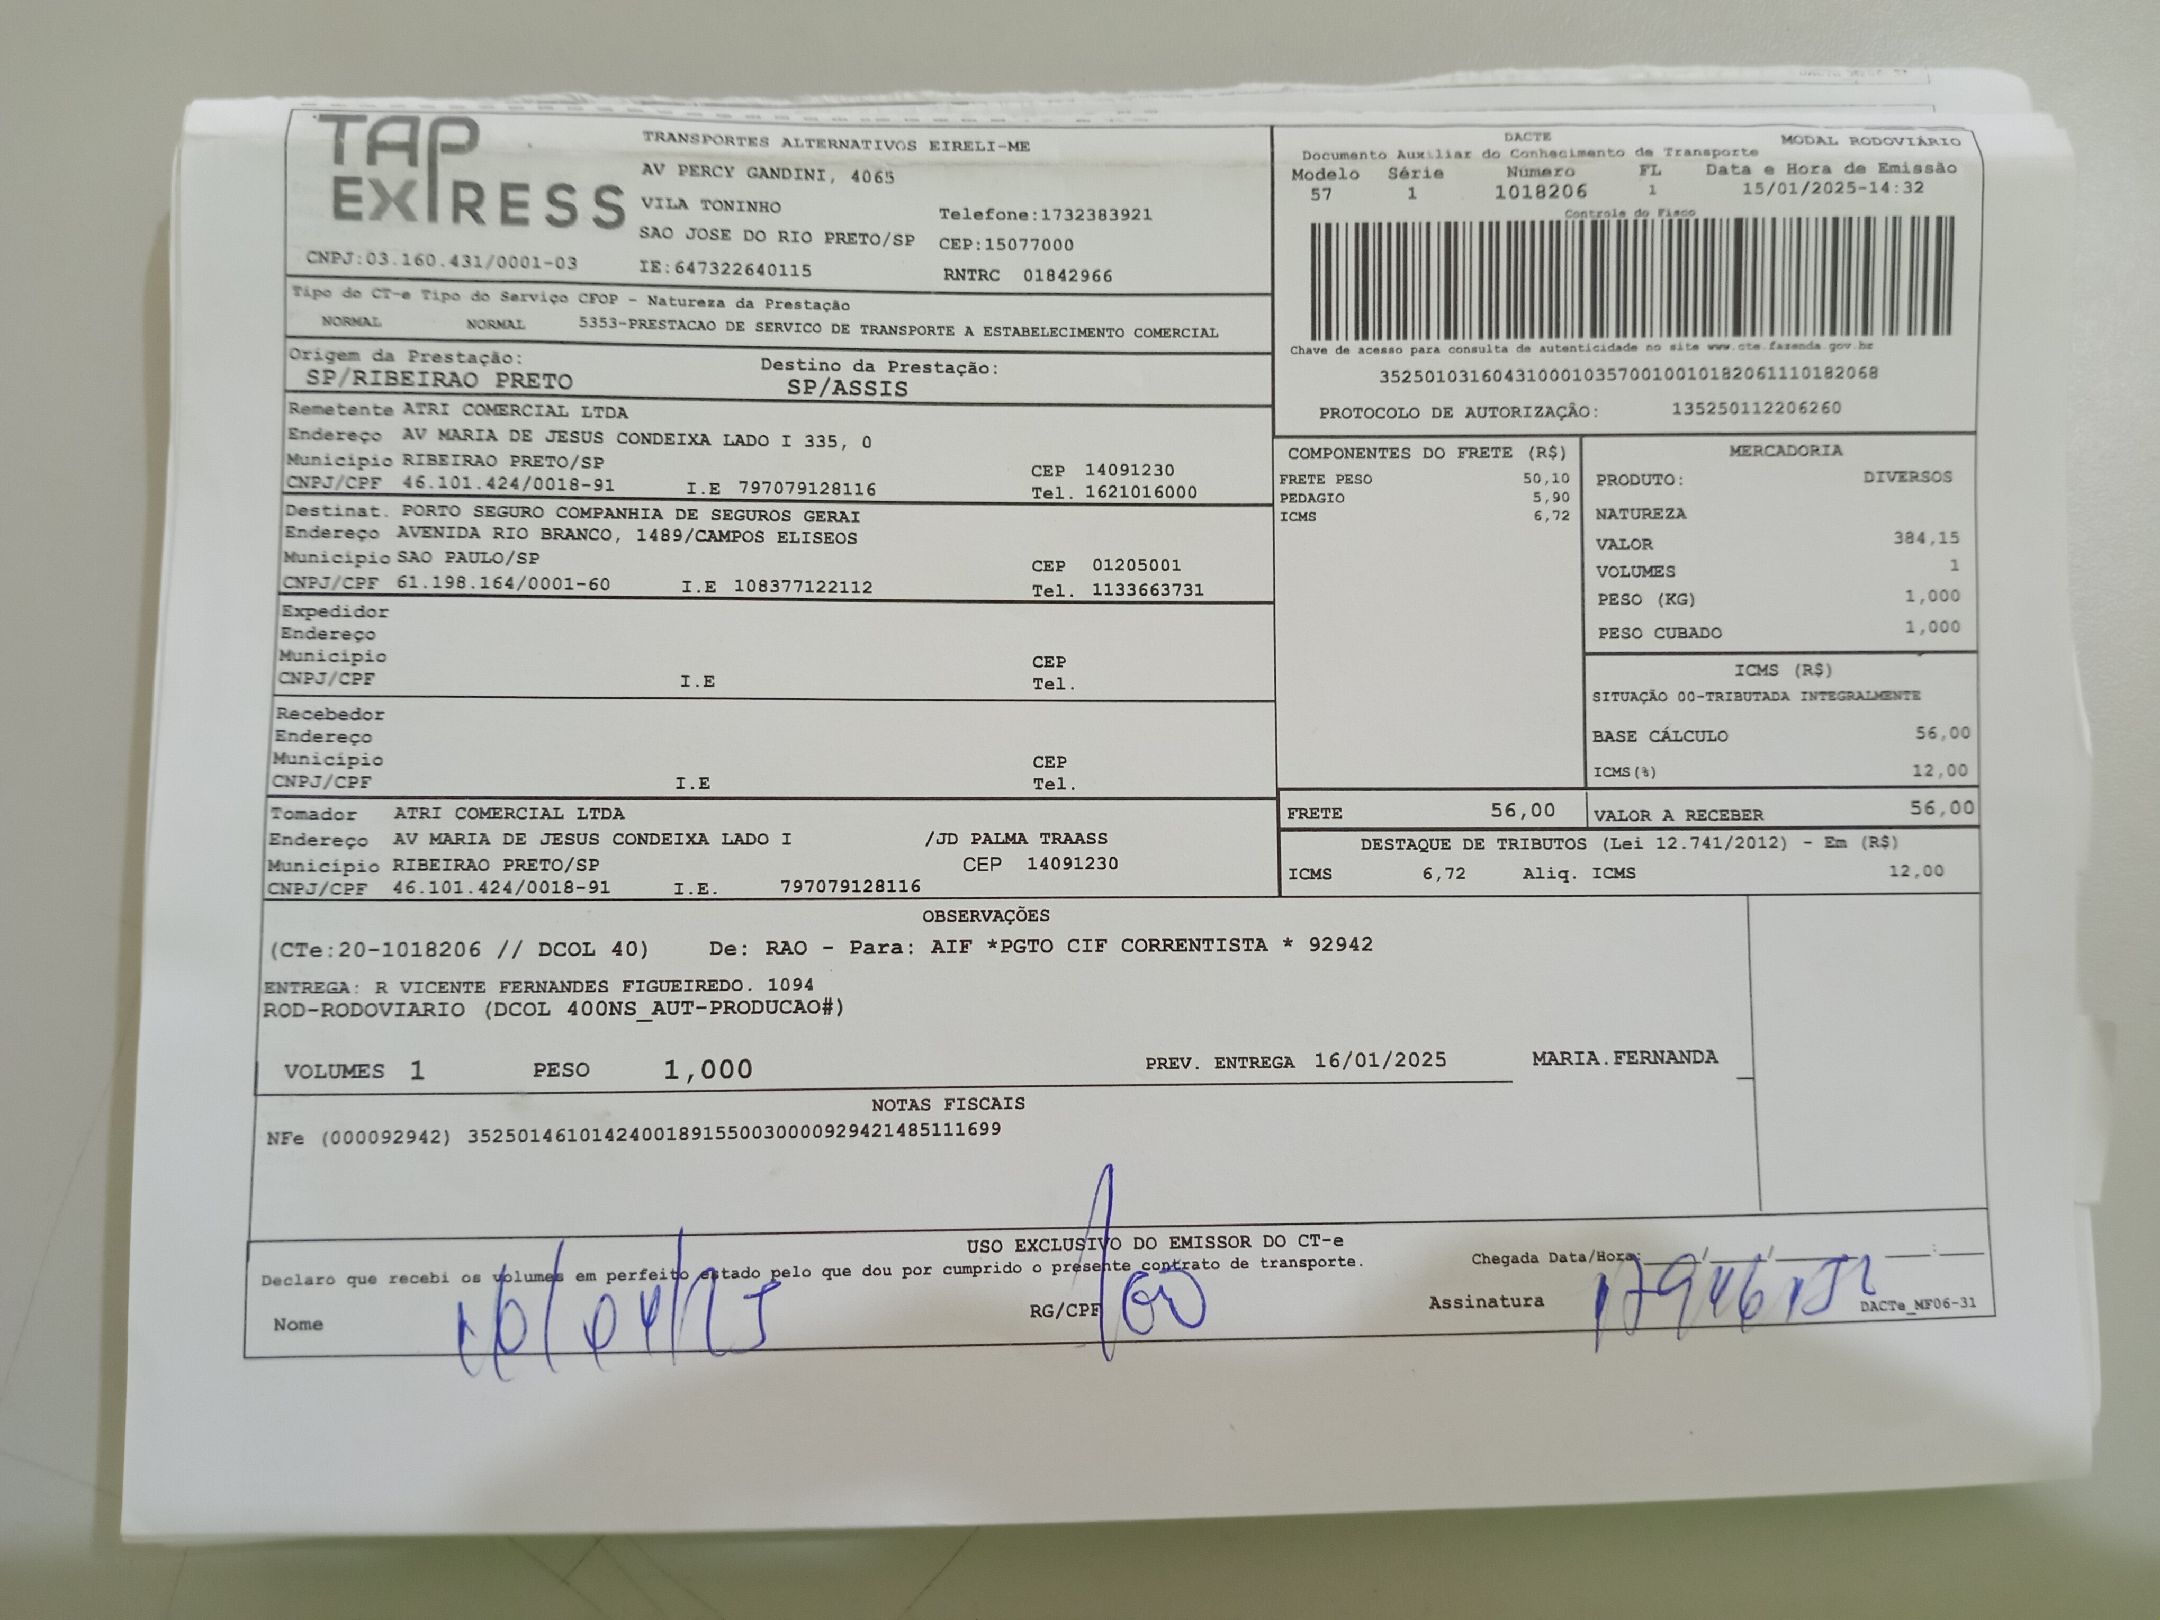 TAP EXPRESS
TRANSPORTES ALTERNATIVOS EIRELI-ME
AV PERCY GANDINI, 4065
VILA TONINHO Telefone:1732383921
SAO JOSE DO RIO PRETO/SP CEP:15077000
CNPJ:03.160.431/0001-03 IE:647322640115 RNTRC 01842966
DACTE MODAL RODOVIÁRIO
Documento Auxiliar do Conhecimento de Transporte
Modelo Série Número FL Data e Hora de Emissão
57 1 1018206 1 15/01/2025-14:32
Controle do Fisco
Chave de acesso para consulta de autenticidade no site www.cte.fazenda.gov.br
35250103160431000103570010010182061110182068
PROTOCOLO DE AUTORIZAÇÃO: 135250112206260
Tipo do CT-e Tipo do Serviço CFOP - Natureza da Prestação
NORMAL NORMAL 5353-PRESTACAO DE SERVICO DE TRANSPORTE A ESTABELECIMENTO COMERCIAL
Origem da Prestação: Destino da Prestação:
SP/RIBEIRAO PRETO SP/ASSIS
Remetente ATRI COMERCIAL LTDA
Endereço AV MARIA DE JESUS CONDEIXA LADO I 335, 0
Município RIBEIRAO PRETO/SP CEP 14091230
CNPJ/CPF 46.101.424/0018-91 I.E 797079128116 Tel. 1621016000
Destinat. PORTO SEGURO COMPANHIA DE SEGUROS GERAI
Endereço AVENIDA RIO BRANCO, 1489/CAMPOS ELISEOS
Município SAO PAULO/SP CEP 01205001
CNPJ/CPF 61.198.164/0001-60 I.E 108377122112 Tel. 1133663731
Expedidor
Endereço
Município CEP
CNPJ/CPF I.E Tel.
Recebedor
Endereço
Município CEP
CNPJ/CPF I.E Tel.
Tomador ATRI COMERCIAL LTDA
Endereço AV MARIA DE JESUS CONDEIXA LADO I /JD PALMA TRAASS
Município RIBEIRAO PRETO/SP CEP 14091230
CNPJ/CPF 46.101.424/0018-91 I.E. 797079128116
COMPONENTES DO FRETE (R$)
FRETE PESO 50,10
PEDAGIO 5,90
ICMS 6,72
MERCADORIA
PRODUTO: DIVERSOS
NATUREZA
VALOR 384,15
VOLUMES 1
PESO (KG) 1,000
PESO CUBADO 1,000
ICMS (R$)
SITUAÇÃO 00-TRIBUTADA INTEGRALMENTE
BASE CÁLCULO 56,00
ICMS(%) 12,00
FRETE 56,00 VALOR A RECEBER 56,00
DESTAQUE DE TRIBUTOS (Lei 12.741/2012) - Em (R$)
ICMS 6,72 Aliq. ICMS 12,00
OBSERVAÇÕES
(CTe:20-1018206 // DCOL 40) De: RAO - Para: AIF *PGTO CIF CORRENTISTA * 92942
ENTREGA: R VICENTE FERNANDES FIGUEIREDO. 1094
ROD-RODOVIARIO (DCOL 400NS_AUT-PRODUCAO#)
VOLUMES 1 PESO 1,000 PREV. ENTREGA 16/01/2025 MARIA.FERNANDA
NOTAS FISCAIS
NFe (000092942) 35250146101424001891550030000929421485111699
USO EXCLUSIVO DO EMISSOR DO CT-e
Declaro que recebi os volumes em perfeito estado pelo que dou por cumprido o presente contrato de transporte.
Chegada Data/Hora: __/__/____ __:__
Nome RG/CPF Assinatura DACTe_MF06-31